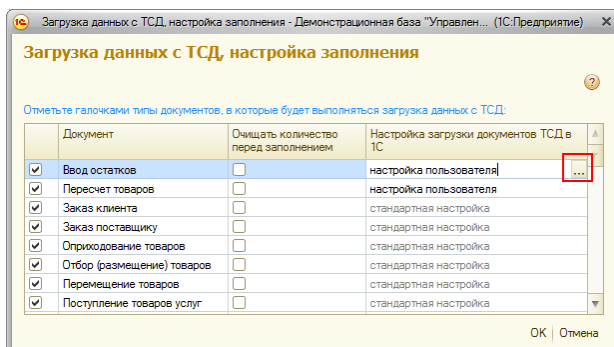 Загрузка данных с ТСД, настройка заполнения - Демонстрационная база "Управлен... (1С:Предприятие)
Загрузка данных с ТСД, настройка заполнения
Отметьте галочками типы документов, в которые будет выполняться загрузка данных с ТСД:
Документ Очищать количество перед заполнением Настройка загрузки документов ТСД в 1С
Ввод остатков настройка пользователя ...
Пересчет товаров настройка пользователя
Заказ клиента стандартная настройка
Заказ поставщику стандартная настройка
Оприходование товаров стандартная настройка
Отбор (размещение) товаров стандартная настройка
Перемещение товаров стандартная настройка
Поступление товаров услуг стандартная настройка
ОК Отмена